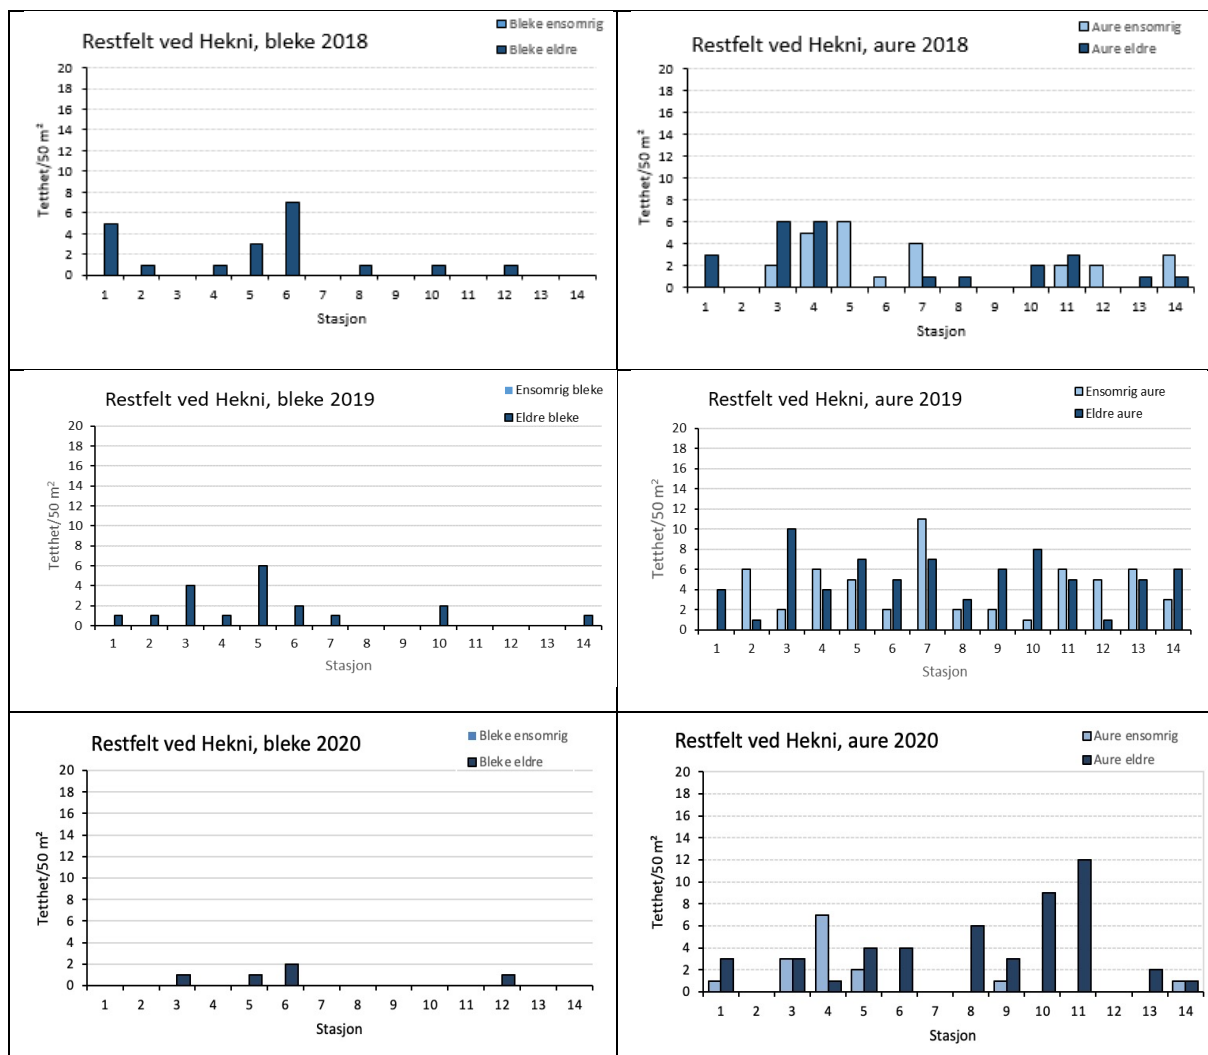 Restfelt ved Hekni, bleke 2018
Bleke ensomrig
Bleke eldre
Tetthet/50 m²
20
18
16
14
12
10
8
6
4
2
0
1 2 3 4 5 6 7 8 9 10 11 12 13 14
Stasjon
Restfelt ved Hekni, aure 2018
Aure ensomrig
Aure eldre
Tetthet/50 m²
20
18
16
14
12
10
8
6
4
2
0
1 2 3 4 5 6 7 8 9 10 11 12 13 14
Stasjon
Restfelt ved Hekni, bleke 2019
Ensomrig bleke
Eldre bleke
Tetthet/50 m²
20
18
16
14
12
10
8
6
4
2
0
1 2 3 4 5 6 7 8 9 10 11 12 13 14
Stasjon
Restfelt ved Hekni, aure 2019
Ensomrig aure
Eldre aure
Tetthet/50 m²
20
18
16
14
12
10
8
6
4
2
0
1 2 3 4 5 6 7 8 9 10 11 12 13 14
Stasjon
Restfelt ved Hekni, bleke 2020
Bleke ensomrig
Bleke eldre
Tetthet/50 m²
20
18
16
14
12
10
8
6
4
2
0
1 2 3 4 5 6 7 8 9 10 11 12 13 14
Stasjon
Restfelt ved Hekni, aure 2020
Aure ensomrig
Aure eldre
Tetthet/50 m²
20
18
16
14
12
10
8
6
4
2
0
1 2 3 4 5 6 7 8 9 10 11 12 13 14
Stasjon